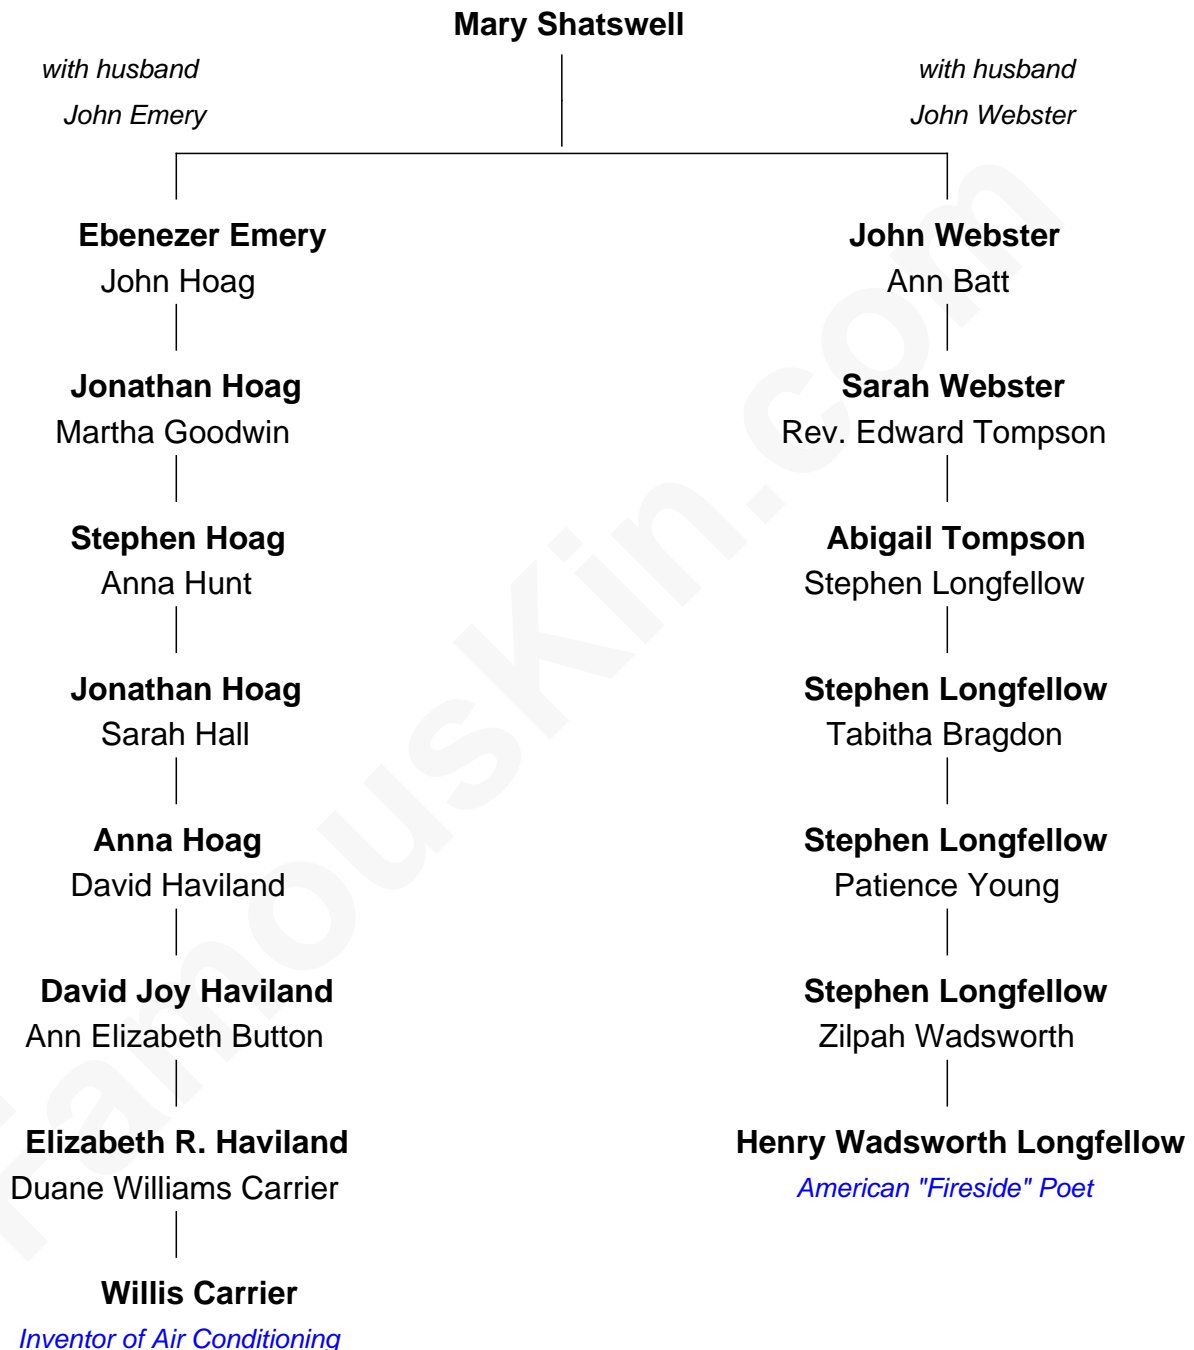 Mary Shatswell
with husband
John Emery
with husband
John Webster
Ebenezer Emery
John Hoag
John Webster
Ann Batt
Jonathan Hoag
Martha Goodwin
Sarah Webster
Rev. Edward Tompson
Stephen Hoag
Anna Hunt
Abigail Tompson
Stephen Longfellow
Jonathan Hoag
Sarah Hall
Stephen Longfellow
Tabitha Bragdon
Anna Hoag
David Haviland
Stephen Longfellow
Patience Young
David Joy Haviland
Ann Elizabeth Button
Stephen Longfellow
Zilpah Wadsworth
Elizabeth R. Haviland
Duane Williams Carrier
Henry Wadsworth Longfellow
American "Fireside" Poet
Willis Carrier
Inventor of Air Conditioning
FamousKin.com